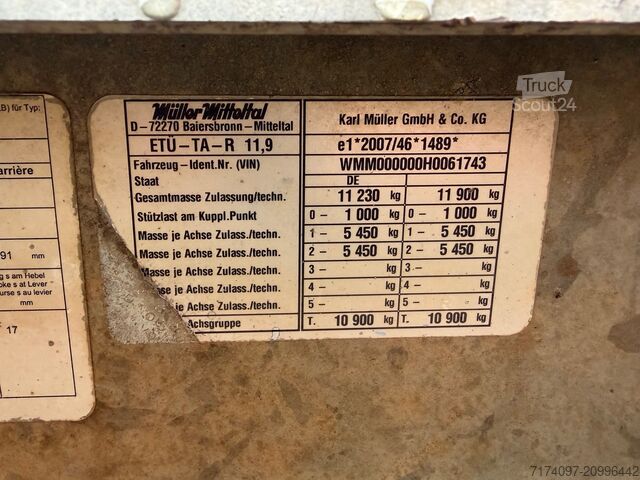 B) für Typ:
arrière
91 mm
g s am Hebel
oke s at Lever
urse s au levier
mm
17
Müller Mitteltal
D – 72270 Baiersbronn – Mitteltal
Karl Müller GmbH & Co. KG
ETÜ–TA–R 11,9
e1*2007/46*1489*
Fahrzeug – Ident.Nr. (VIN)
WMM000000H0061743
Staat DE
Gesamtmasse Zulassung/techn. 11 230 kg 11 900 kg
Stützlast am Kuppl.Punkt 0 – 1 000 kg 0 – 1 000 kg
Masse je Achse Zulass./techn. 1 – 5 450 kg 1 – 5 450 kg
Masse je Achse Zulass./techn. 2 – 5 450 kg 2 – 5 450 kg
Masse je Achse Zulass./techn. 3 – kg 3 – kg
Masse je Achse Zulass./techn. 4 – kg 4 – kg
je Achse Zulass./techn. 5 – kg 5 – kg
Achsgruppe T. 10 900 kg T. 10 900 kg
Truck
Scout24
7174097-20996442